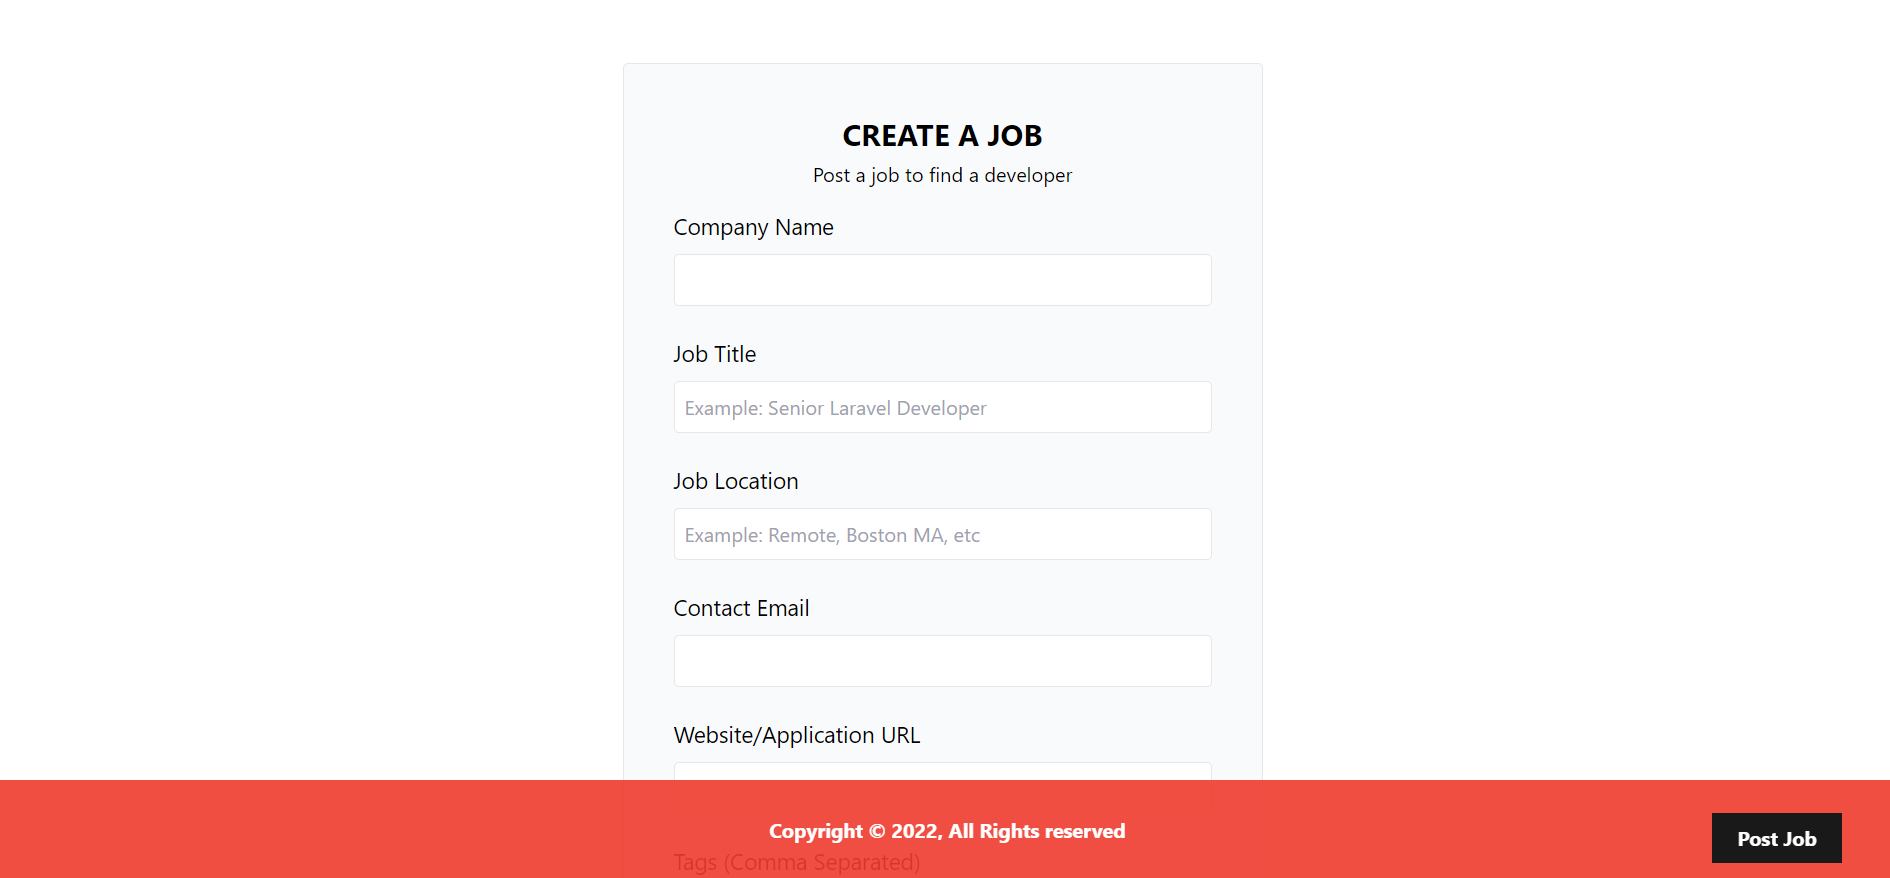 CREATE A JOB
Post a job to find a developer
Company Name
Job Title
Example: Senior Laravel Developer
Job Location
Example: Remote, Boston MA, etc
Contact Email
Website/Application URL
Copyright © 2022, All Rights reserved
Post Job
Tags (Comma Separated)